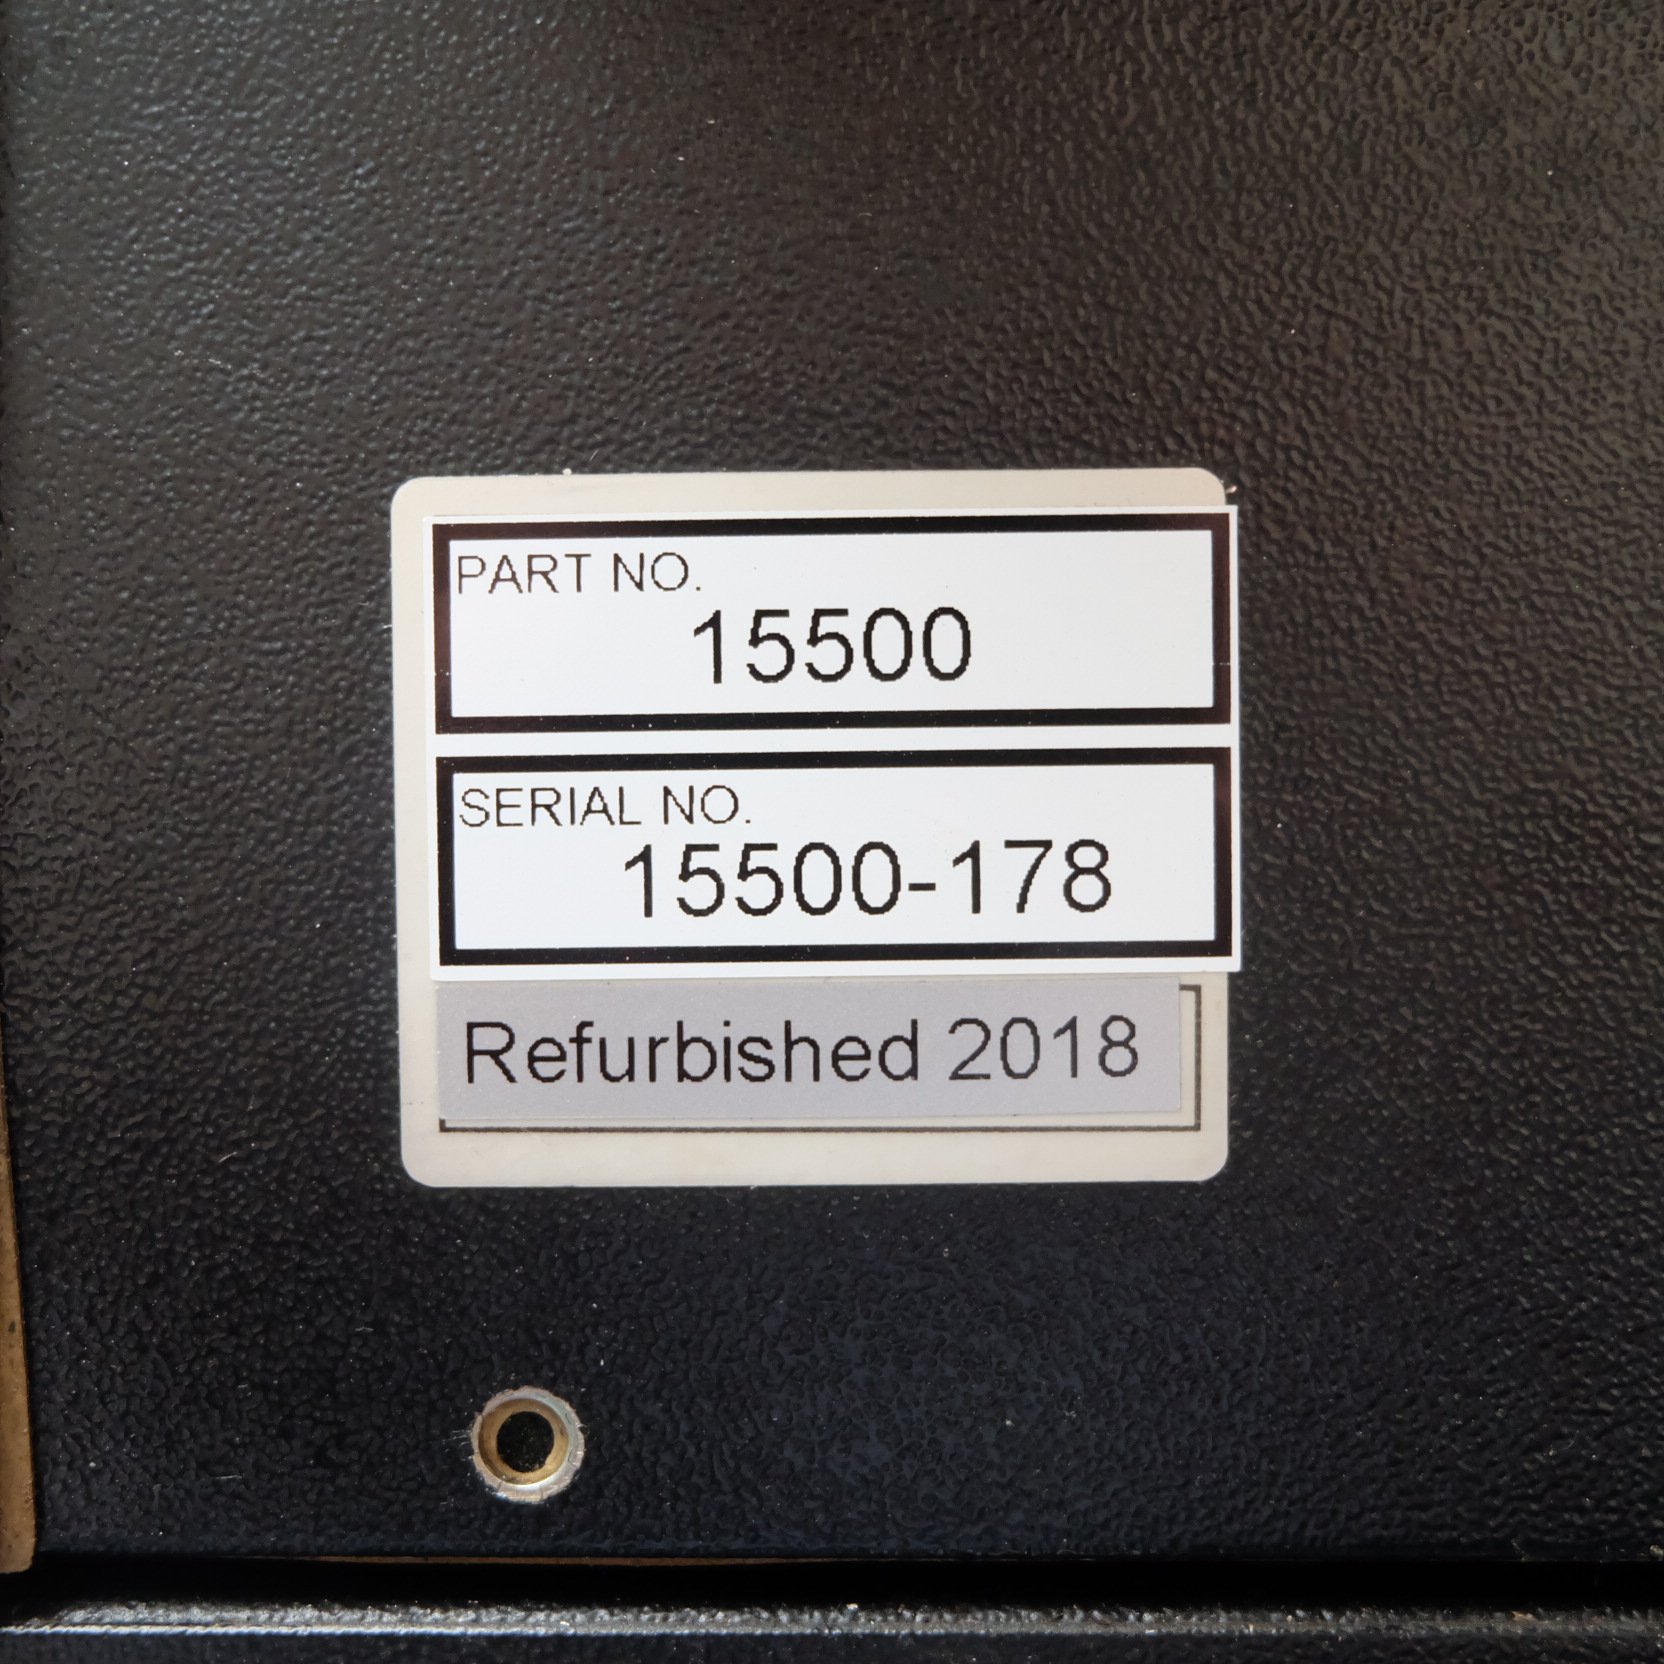 PART NO.
15500
SERIAL NO.
15500-178
Refurbished 2018